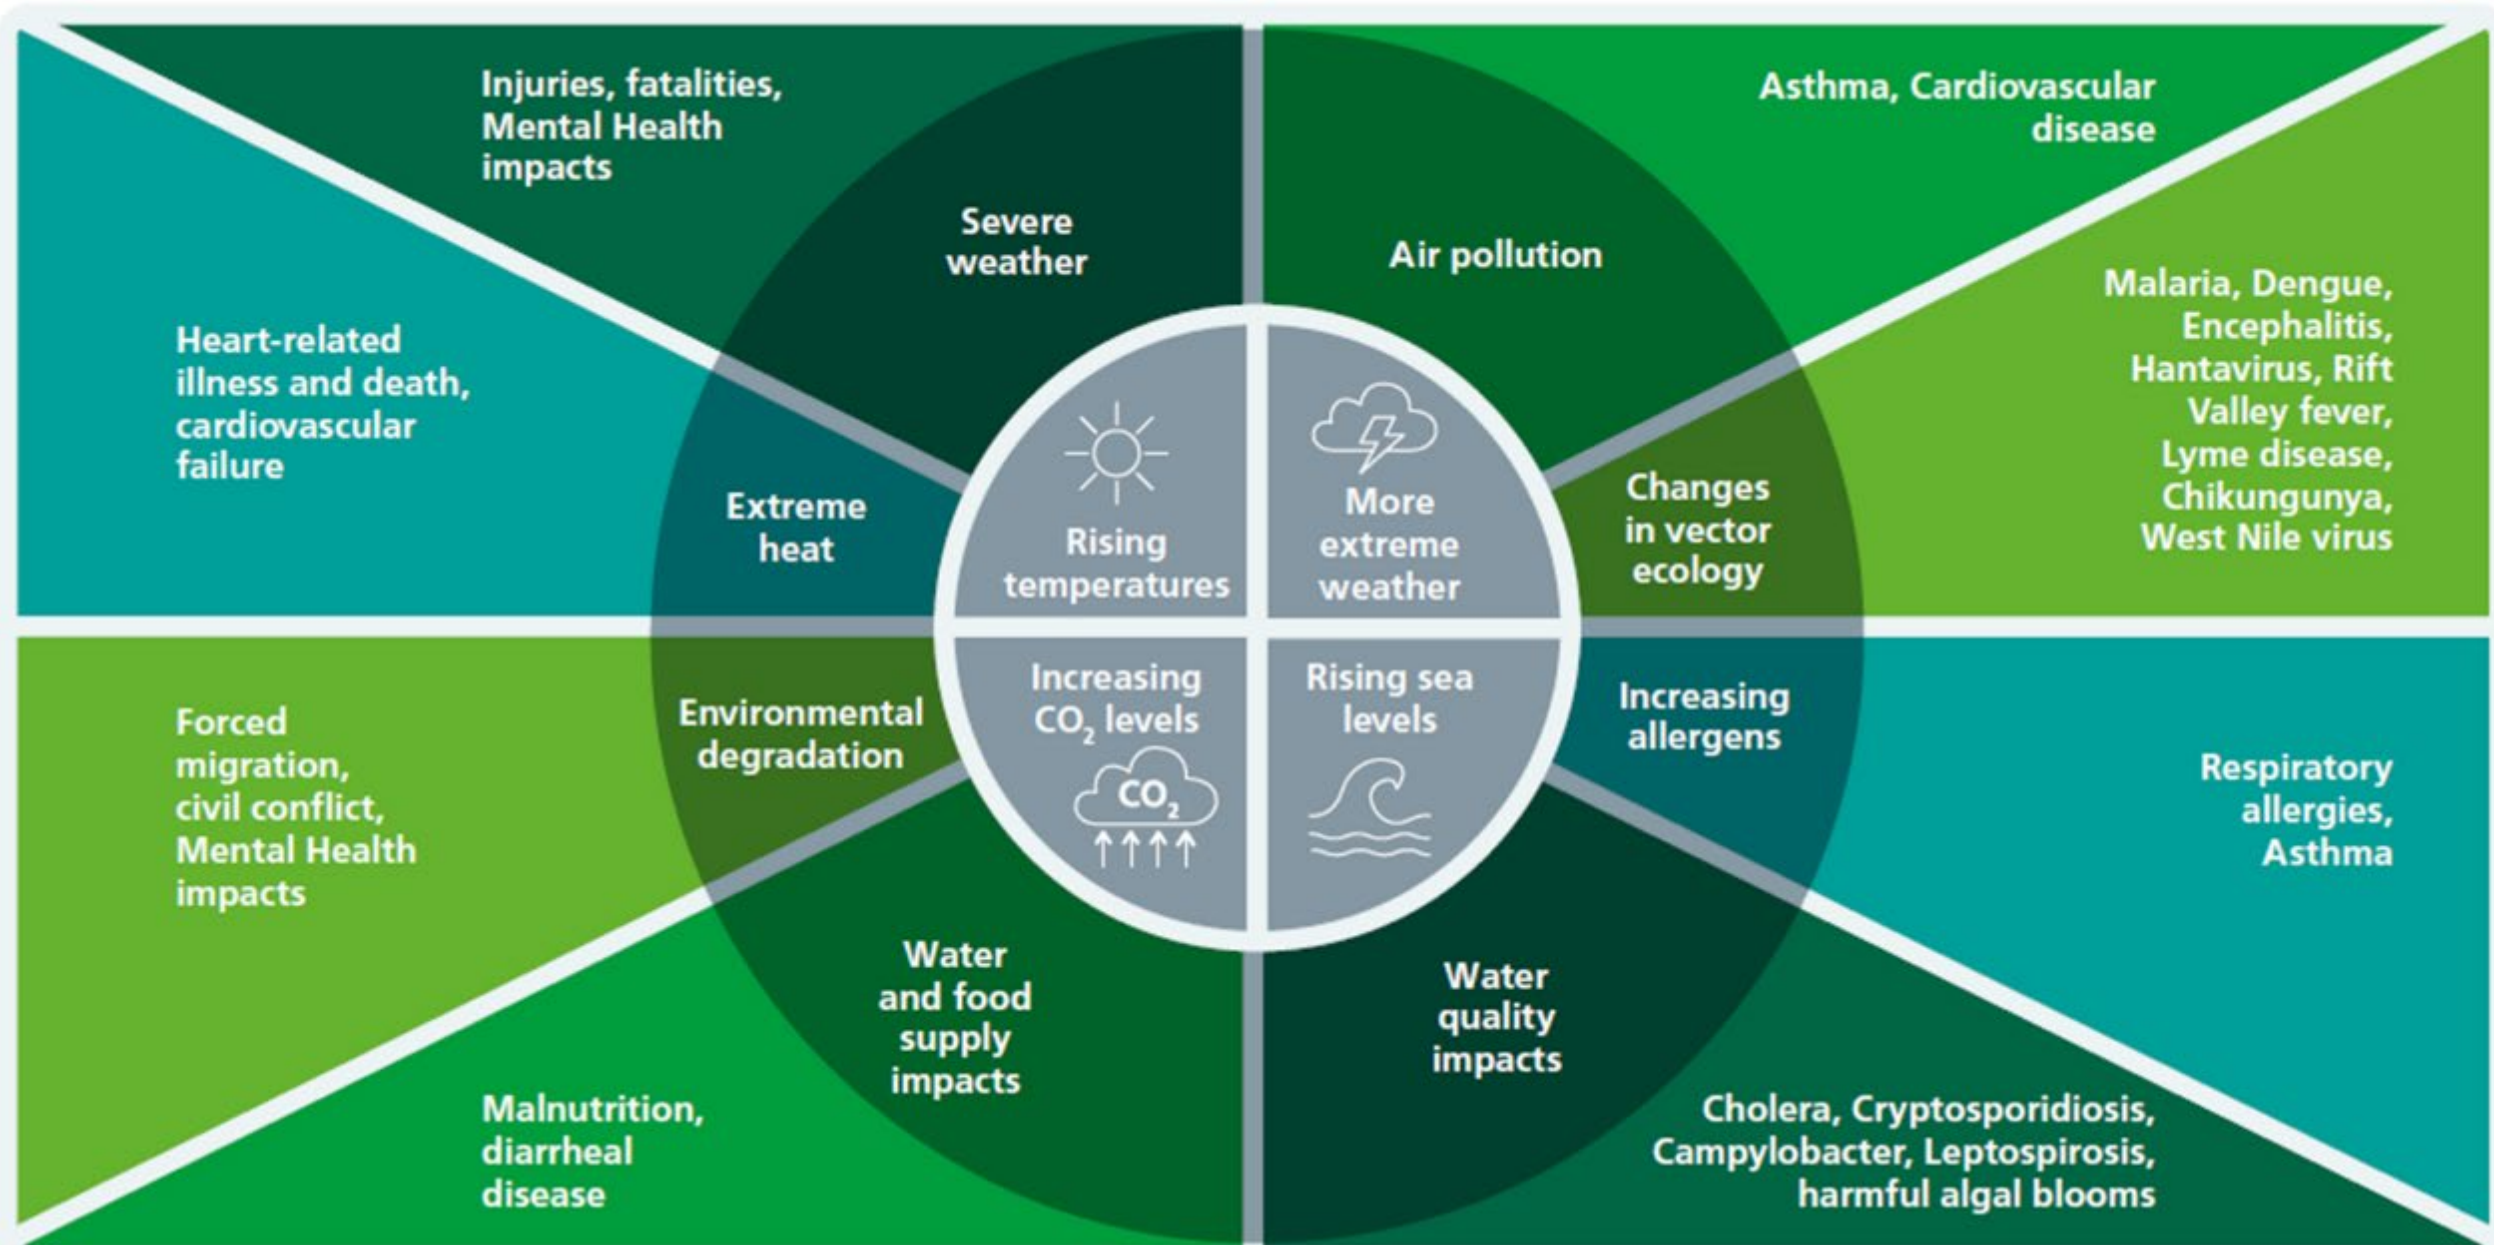 Injuries, fatalities,
Mental Health
impacts
Severe
weather
Air pollution
Asthma, Cardiovascular
disease
Heart-related
illness and death,
cardiovascular
failure
Extreme
heat
Rising
temperatures
More
extreme
weather
Changes
in vector
ecology
Malaria, Dengue,
Encephalitis,
Hantavirus, Rift
Valley fever,
Lyme disease,
Chikungunya,
West Nile virus
Forced
migration,
civil conflict,
Mental Health
impacts
Environmental
degradation
Increasing
CO₂ levels
CO₂
Rising sea
levels
Increasing
allergens
Respiratory
allergies,
Asthma
Malnutrition,
diarrheal
disease
Water
and food
supply
impacts
Water
quality
impacts
Cholera, Cryptosporidiosis,
Campylobacter, Leptospirosis,
harmful algal blooms